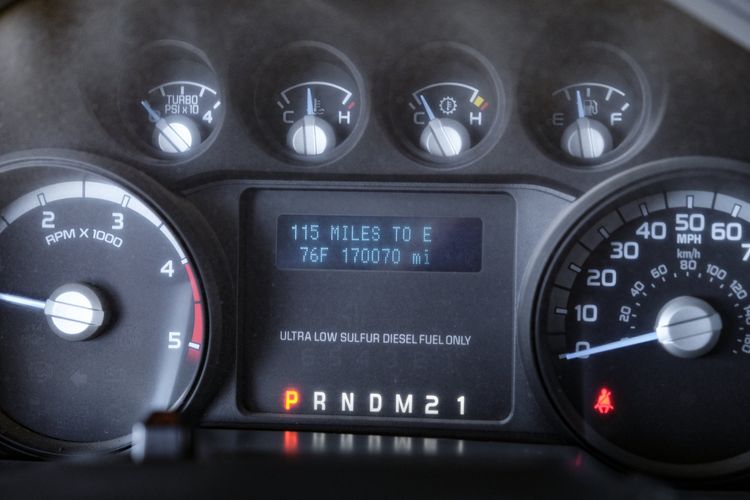 TURBO
PSI x 10
0 4
C H
C H
E F
2 3 4 5
RPM X 1000
115 MILES TO E
76F 170070 mi
ULTRA LOW SULFUR DIESEL FUEL ONLY
P R N D M 2 1
0 10 20 30 40 50 60
MPH
km/h
20 40 60 80 100 120